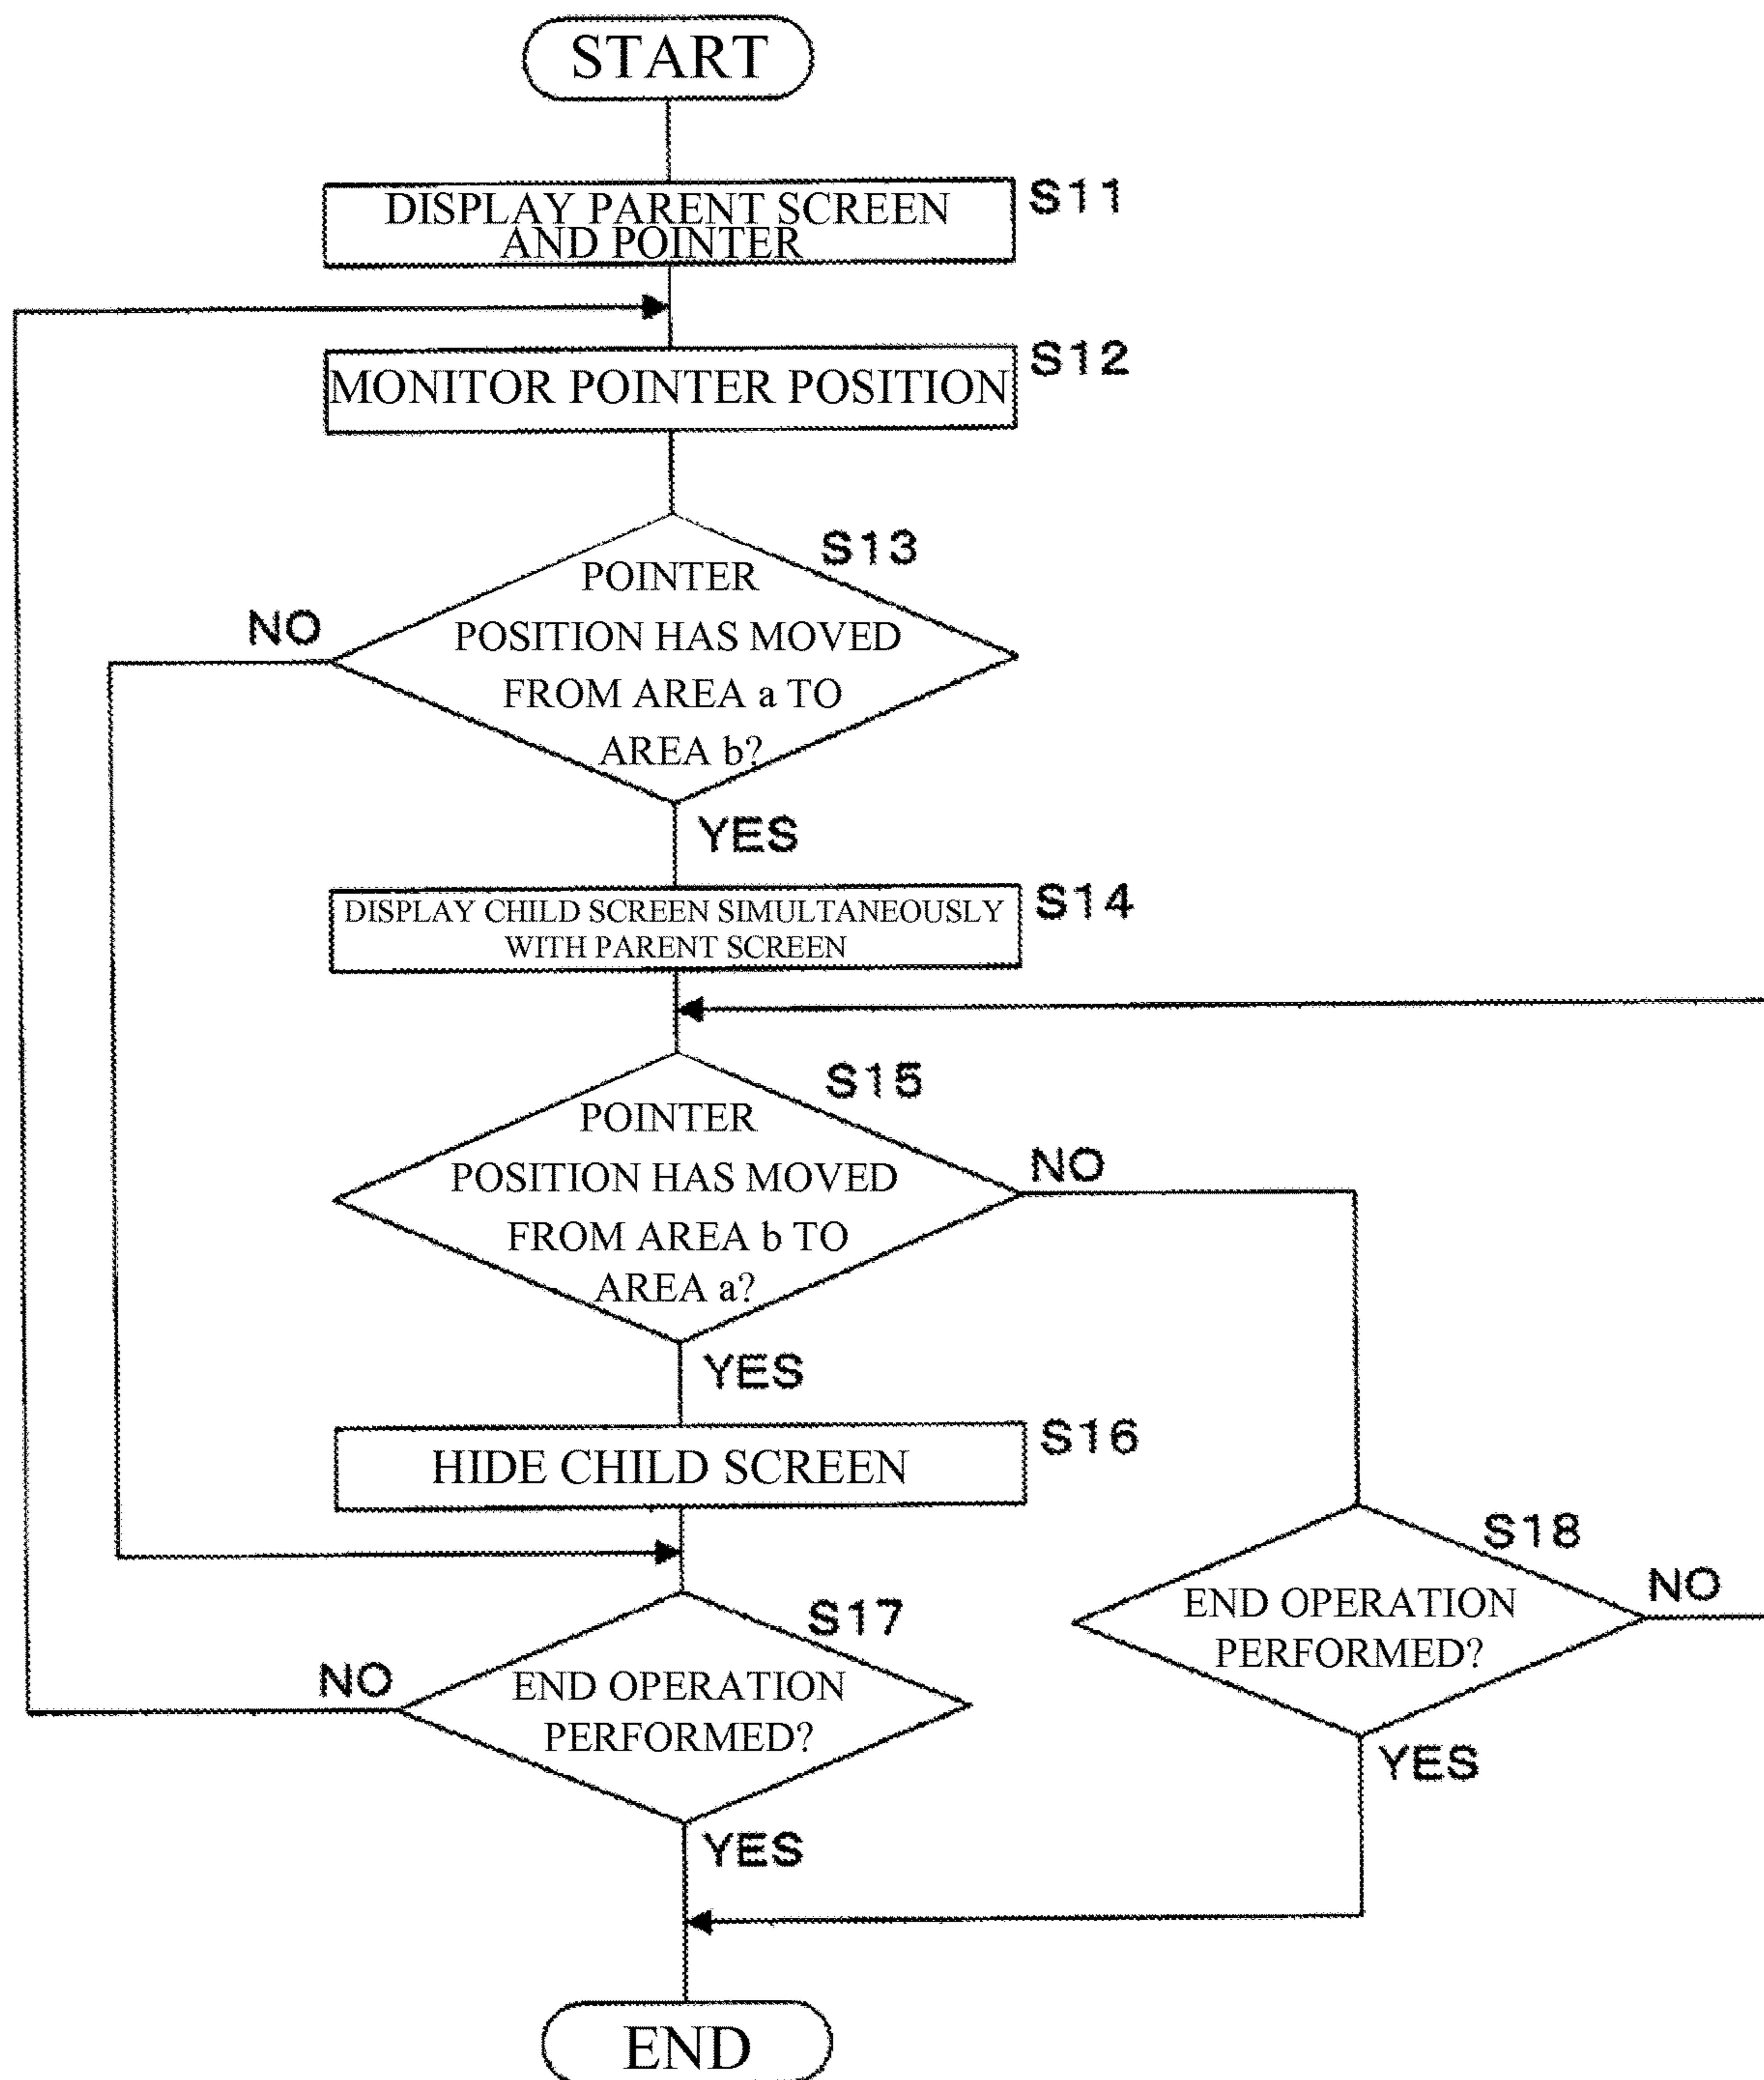 START
DISPLAY PARENT SCREEN
AND POINTER
S11
MONITOR POINTER POSITION
S12
S13
POINTER
POSITION HAS MOVED
FROM AREA a TO
AREA b?
NO
YES
DISPLAY CHILD SCREEN SIMULTANEOUSLY
WITH PARENT SCREEN
S14
S15
POINTER
POSITION HAS MOVED
FROM AREA b TO
AREA a?
NO
YES
HIDE CHILD SCREEN
S16
S17
END OPERATION
PERFORMED?
NO
YES
S18
END OPERATION
PERFORMED?
NO
YES
END